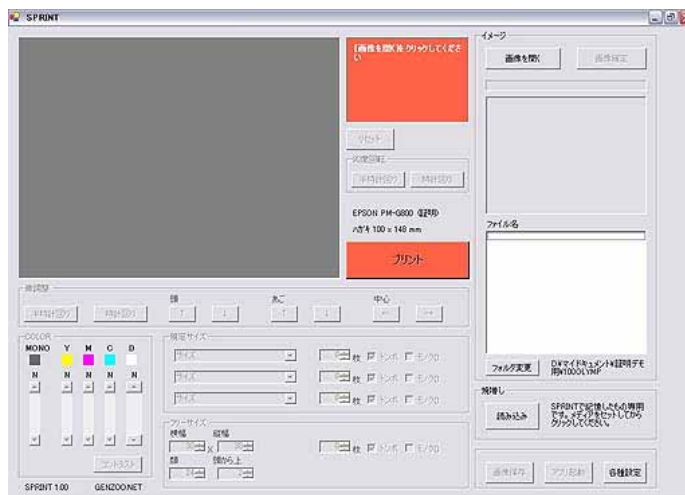 SPRINT
[画像を開く]をクリックしてくださ
い
リセット
90度回転
半時計回り
時計回り
EPSON PM-G800 (証明)
ハガキ 100 x 148 mm
プリント
イメージ
画像を開く
画像確定
ファイル名
フォルダ変更
D:¥マイドキュメント¥証明デモ
用¥100OLYMP
焼増し
読み込み
SPRINTで記憶したもの専用
です。メディアをセットしてから
クリックしてください。
画像保存
アプリ起動
各種設定
微調整
半時計回り
時計回り
頭
↑
↓
あご
↑
↓
中心
←
→
COLOR
MONO Y M C D
N N N N N
コントラスト
規定サイズ
サイズ 0 枚 トンボ モノクロ
サイズ 0 枚 トンボ モノクロ
サイズ 0 枚 トンボ モノクロ
フリーサイズ
横幅 縦幅
30 x 30
0 枚 トンボ モノクロ
顔 頭から上
24 2
SPRINT 1.00 GENZOO.NET